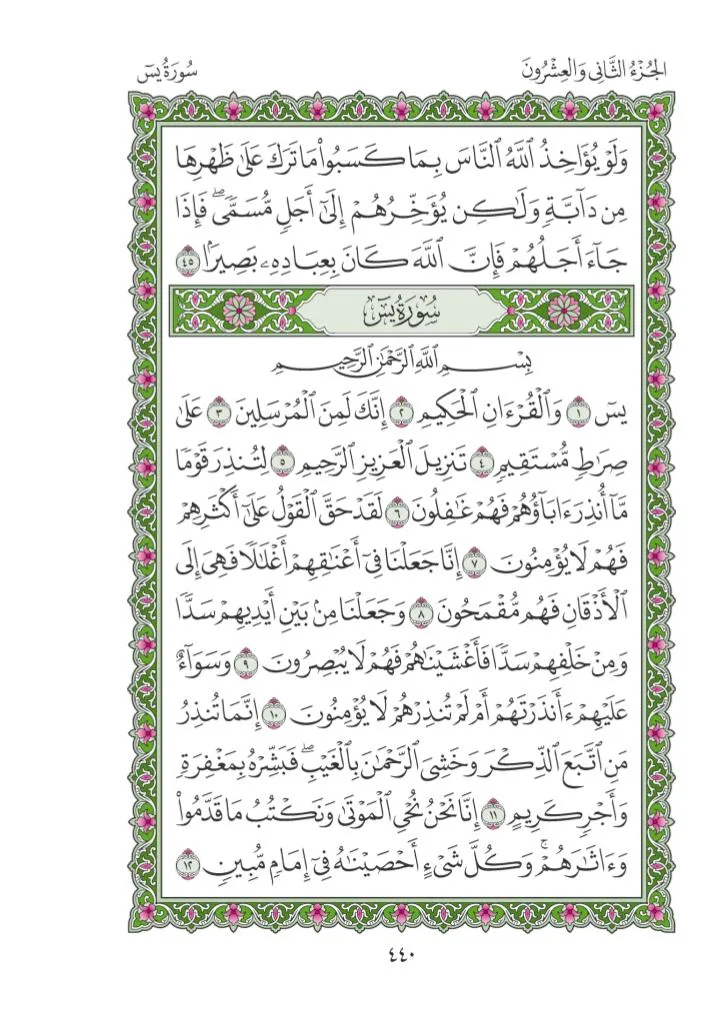 الجُزْءُ الثَّانِي وَالعِشْرُونَ
سُورَةُ يسٓ
وَلَوْ يُؤَاخِذُ ٱللَّهُ ٱلنَّاسَ بِمَا كَسَبُوا۟ مَا تَرَكَ عَلَىٰ ظَهْرِهَا
مِن دَآبَّةٍ وَلَـٰكِن يُؤَخِّرُهُمْ إِلَىٰٓ أَجَلٍ مُّسَمًّى ۖ فَإِذَا
جَآءَ أَجَلُهُمْ فَإِنَّ ٱللَّهَ كَانَ بِعِبَادِهِۦ بَصِيرًۢا ٤٥
سُورَةُ يسٓ
بِسْمِ ٱللَّهِ ٱلرَّحْمَـٰنِ ٱلرَّحِيمِ
يسٓ ١ وَٱلْقُرْءَانِ ٱلْحَكِيمِ ٢ إِنَّكَ لَمِنَ ٱلْمُرْسَلِينَ ٣ عَلَىٰ
صِرَٰطٍ مُّسْتَقِيمٍ ٤ تَنزِيلَ ٱلْعَزِيزِ ٱلرَّحِيمِ ٥ لِتُنذِرَ قَوْمًا
مَّآ أُنذِرَ ءَابَآؤُهُمْ فَهُمْ غَـٰفِلُونَ ٦ لَقَدْ حَقَّ ٱلْقَوْلُ عَلَىٰٓ أَكْثَرِهِمْ
فَهُمْ لَا يُؤْمِنُونَ ٧ إِنَّا جَعَلْنَا فِىٓ أَعْنَـٰقِهِمْ أَغْلَـٰلًا فَهِىَ إِلَى
ٱلْأَذْقَانِ فَهُم مُّقْمَحُونَ ٨ وَجَعَلْنَا مِنۢ بَيْنِ أَيْدِيهِمْ سَدًّا
وَمِنْ خَلْفِهِمْ سَدًّا فَأَغْشَيْنَـٰهُمْ فَهُمْ لَا يُبْصِرُونَ ٩ وَسَوَآءٌ
عَلَيْهِمْ ءَأَنذَرْتَهُمْ أَمْ لَمْ تُنذِرْهُمْ لَا يُؤْمِنُونَ ١٠ إِنَّمَا تُنذِرُ
مَنِ ٱتَّبَعَ ٱلذِّكْرَ وَخَشِىَ ٱلرَّحْمَـٰنَ بِٱلْغَيْبِ ۖ فَبَشِّرْهُ بِمَغْفِرَةٍ
وَأَجْرٍ كَرِيمٍ ١١ إِنَّا نَحْنُ نُحْىِ ٱلْمَوْتَىٰ وَنَكْتُبُ مَا قَدَّمُوا۟
وَءَاثَـٰرَهُمْ ۚ وَكُلَّ شَىْءٍ أَحْصَيْنَـٰهُ فِىٓ إِمَامٍ مُّبِينٍ ١٢
٤٤٠